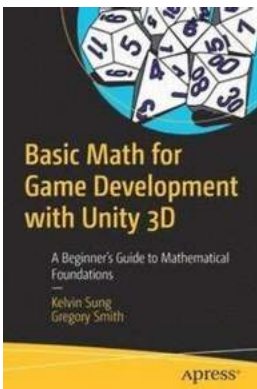 Basic Math for
Game Development
with Unity 3D
A Beginner's Guide to Mathematical
Foundations
—
Kelvin Sung
Gregory Smith
Apress®